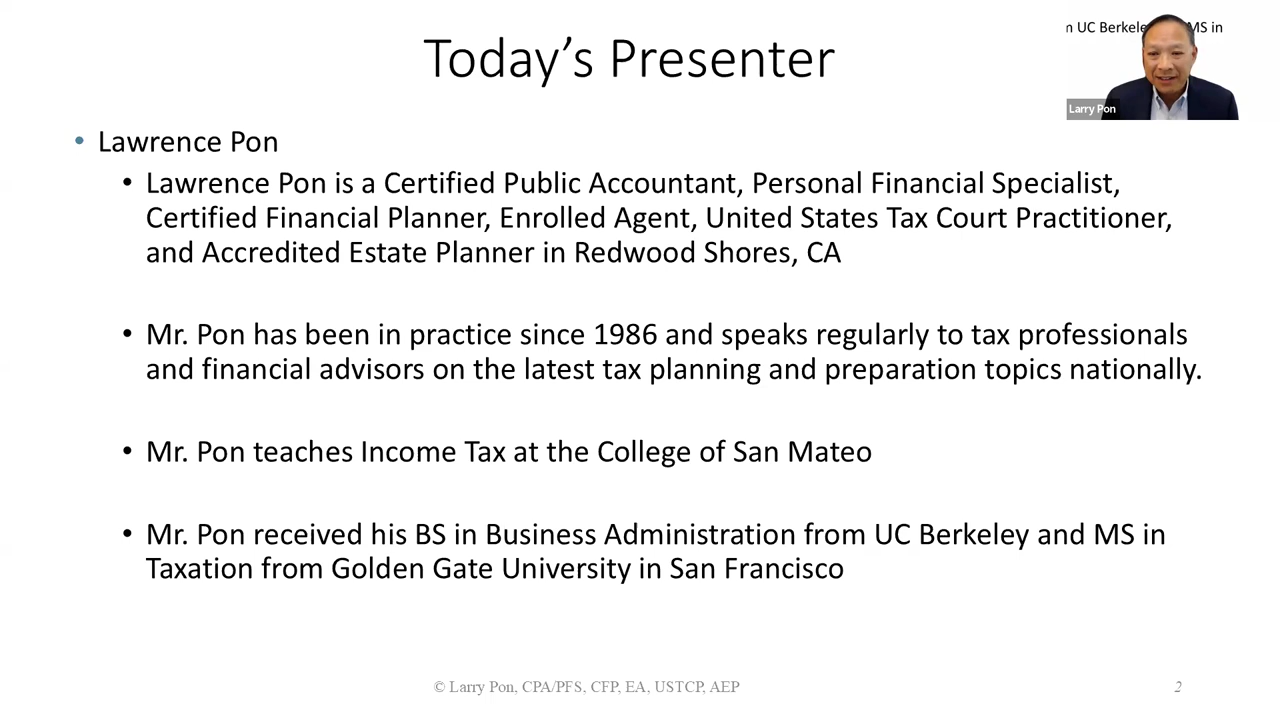 Today’s Presenter
n UC Berkele MS in
Larry Pon
• Lawrence Pon
• Lawrence Pon is a Certified Public Accountant, Personal Financial Specialist,
Certified Financial Planner, Enrolled Agent, United States Tax Court Practitioner,
and Accredited Estate Planner in Redwood Shores, CA
• Mr. Pon has been in practice since 1986 and speaks regularly to tax professionals
and financial advisors on the latest tax planning and preparation topics nationally.
• Mr. Pon teaches Income Tax at the College of San Mateo
• Mr. Pon received his BS in Business Administration from UC Berkeley and MS in
Taxation from Golden Gate University in San Francisco
© Larry Pon, CPA/PFS, CFP, EA, USTCP, AEP
2